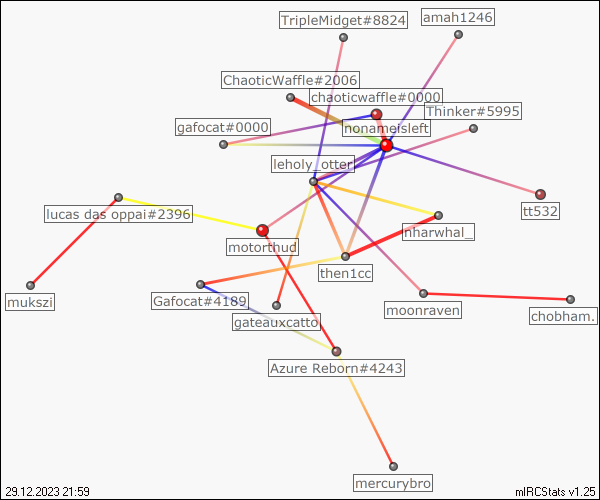 TripleMidget#8824
amah1246
ChaoticWaffle#2006
chaoticwaffle#0000
Thinker#5995
gafocat#0000
nonameisleft
leholy_otter
tt532
lucas das oppai#2396
nharwhal_
motorthud
then1cc
mukszi
Gafocat#4189
moonraven
chobham.
gateauxcatto
Azure Reborn#4243
mercurybro
29.12.2023 21:59
mIRCStats v1.25